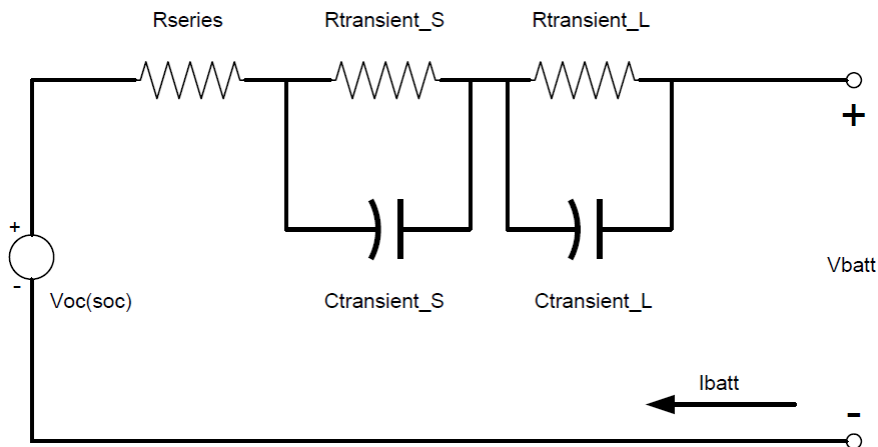 Rseries
Rtransient_S
Rtransient_L
+
+
-
Voc(soc)
Ctransient_S
Ctransient_L
Vbatt
Ibatt
-